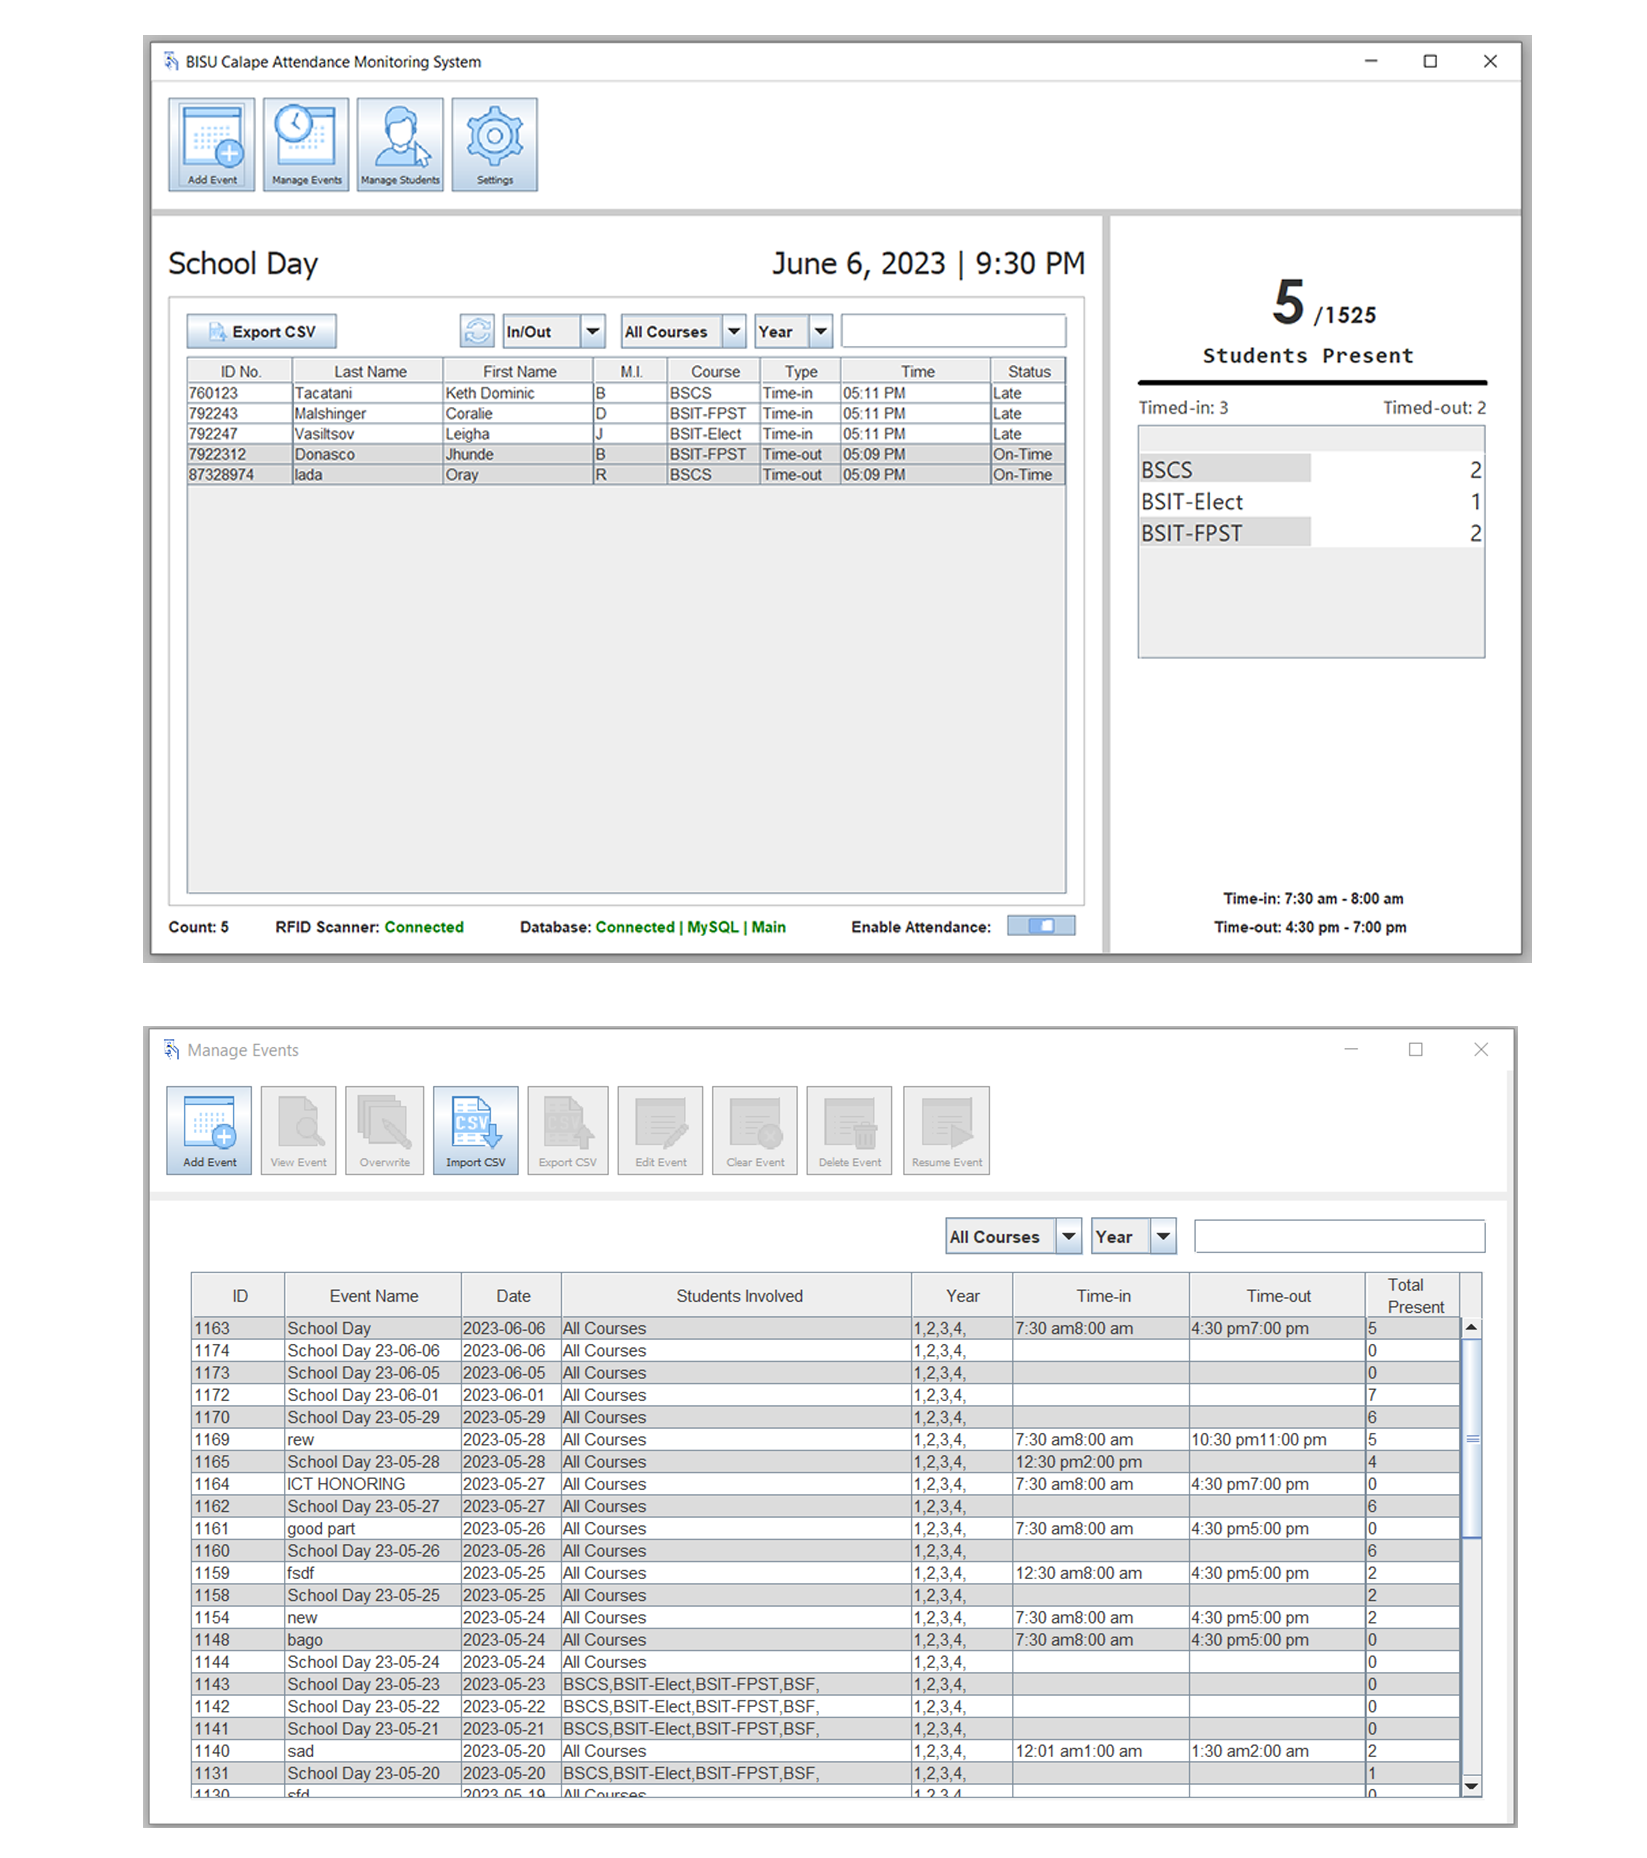 BISU Calape Attendance Monitoring System
Add Event Manage Events Manage Students Settings
School Day June 6, 2023 | 9:30 PM
Export CSV In/Out All Courses Year
ID No. Last Name First Name M.I. Course Type Time Status
760123 Tacatani Keth Dominic B BSCS Time-in 05:11 PM Late
792243 Malshinger Coralie D BSIT-FPST Time-in 05:11 PM Late
792247 Vasiltsov Leigha J BSIT-Elect Time-in 05:11 PM Late
7922312 Donasco Jhunde B BSIT-FPST Time-out 05:09 PM On-Time
87328974 lada Oray R BSCS Time-out 05:09 PM On-Time
Count: 5 RFID Scanner: Connected Database: Connected | MySQL | Main Enable Attendance:
5 /1525
Students Present
Timed-in: 3 Timed-out: 2
BSCS 2
BSIT-Elect 1
BSIT-FPST 2
Time-in: 7:30 am - 8:00 am
Time-out: 4:30 pm - 7:00 pm
Manage Events
CSV CSV
Add Event View Event Overwrite Import CSV Export CSV Edit Event Clear Event Delete Event Resume Event
All Courses Year
ID Event Name Date Students Involved Year Time-in Time-out Total Present
1163 School Day 2023-06-06 All Courses 1,2,3,4, 7:30 am8:00 am 4:30 pm7:00 pm 5
1174 School Day 23-06-06 2023-06-06 All Courses 1,2,3,4, 0
1173 School Day 23-06-05 2023-06-05 All Courses 1,2,3,4, 0
1172 School Day 23-06-01 2023-06-01 All Courses 1,2,3,4, 7
1170 School Day 23-05-29 2023-05-29 All Courses 1,2,3,4, 6
1169 rew 2023-05-28 All Courses 1,2,3,4, 7:30 am8:00 am 10:30 pm11:00 pm 5
1165 School Day 23-05-28 2023-05-28 All Courses 1,2,3,4, 12:30 pm2:00 pm 4
1164 ICT HONORING 2023-05-27 All Courses 1,2,3,4, 7:30 am8:00 am 4:30 pm7:00 pm 0
1162 School Day 23-05-27 2023-05-27 All Courses 1,2,3,4, 6
1161 good part 2023-05-26 All Courses 1,2,3,4, 7:30 am8:00 am 4:30 pm5:00 pm 0
1160 School Day 23-05-26 2023-05-26 All Courses 1,2,3,4, 6
1159 fsdf 2023-05-25 All Courses 1,2,3,4, 12:30 am8:00 am 4:30 pm5:00 pm 2
1158 School Day 23-05-25 2023-05-25 All Courses 1,2,3,4, 2
1154 new 2023-05-24 All Courses 1,2,3,4, 7:30 am8:00 am 4:30 pm5:00 pm 2
1148 bago 2023-05-24 All Courses 1,2,3,4, 7:30 am8:00 am 4:30 pm5:00 pm 0
1144 School Day 23-05-24 2023-05-24 All Courses 1,2,3,4, 0
1143 School Day 23-05-23 2023-05-23 BSCS,BSIT-Elect,BSIT-FPST,BSF, 1,2,3,4, 0
1142 School Day 23-05-22 2023-05-22 BSCS,BSIT-Elect,BSIT-FPST,BSF, 1,2,3,4, 0
1141 School Day 23-05-21 2023-05-21 BSCS,BSIT-Elect,BSIT-FPST,BSF, 1,2,3,4, 0
1140 sad 2023-05-20 All Courses 1,2,3,4, 12:01 am1:00 am 1:30 am2:00 am 2
1131 School Day 23-05-20 2023-05-20 BSCS,BSIT-Elect,BSIT-FPST,BSF, 1,2,3,4, 1
1130 sfd 2023-05-19 All Courses 1,2,3,4, 0